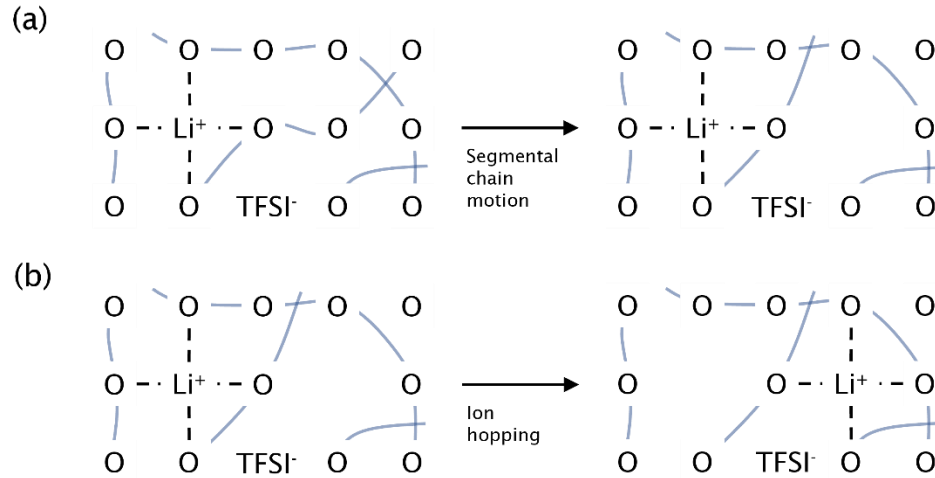 (a)
O O O O O O O O O O
O Li⁺ O O O O Li⁺ O O
Segmental
chain
motion
O O TFSI⁻ O O O O TFSI⁻ O O
(b)
O O O O O O O O O O
O Li⁺ O O O O Li⁺ O
Ion
hopping
O O TFSI⁻ O O O O TFSI⁻ O O